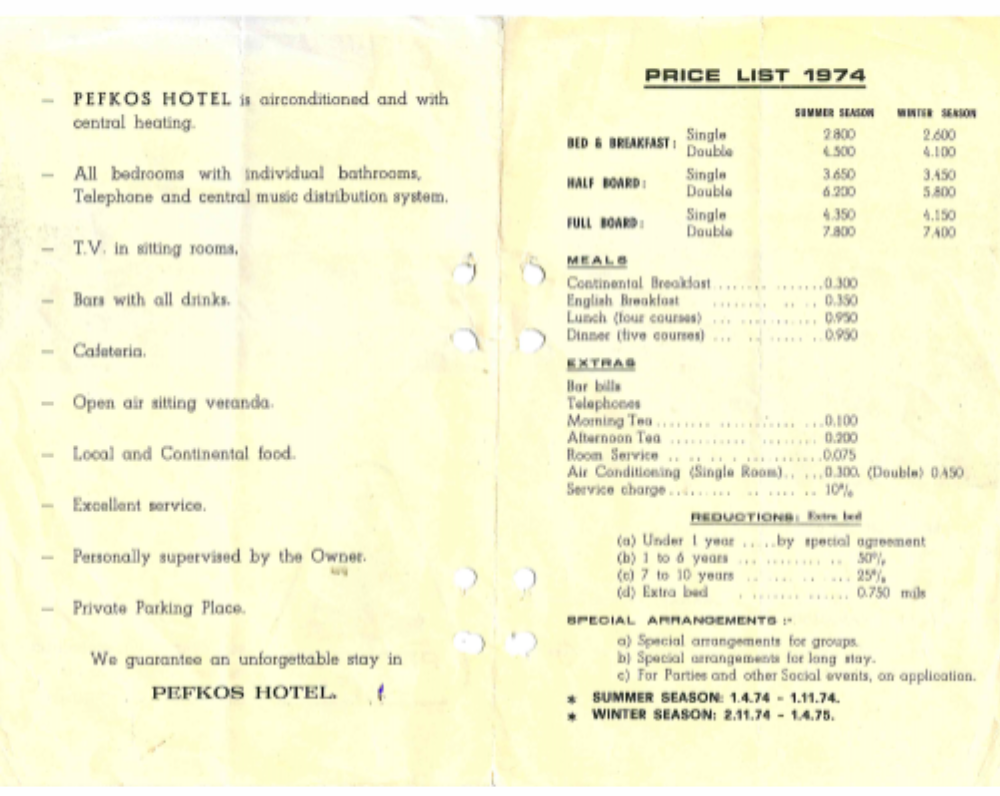 — PEFKOS HOTEL is airconditioned and with
central heating.
— All bedrooms with individual bathrooms,
Telephone and central music distribution system.
— T.V. in sitting rooms.
— Bars with all drinks.
— Cafeteria.
— Open air sitting veranda.
— Local and Continental food.
— Excellent service.
— Personally supervised by the Owner.
— Private Parking Place.
We guarantee an unforgettable stay in
PEFKOS HOTEL.
PRICE LIST 1974
SUMMER SEASON WINTER SEASON
BED & BREAKFAST: Single 2.800 2.600
Double 4.500 4.100
HALF BOARD: Single 3.650 3.450
Double 6.200 5.800
FULL BOARD: Single 4.350 4.150
Double 7.800 7.400
MEALS
Continental Breakfast ... 0.300
English Breakfast ... 0.350
Lunch (four courses) ... 0.950
Dinner (five courses) ... 0.950
EXTRAS
Bar bills
Telephones
Morning Tea ... 0.100
Afternoon Tea ... 0.200
Room Service ... 0.075
Air Conditioning (Single Room) ... 0.300. (Double) 0.450
Service charge ... 10%
REDUCTIONS: Extra bed
(a) Under 1 year ..... by special agreement
(b) 1 to 6 years ... 50%
(c) 7 to 10 years ... 25%
(d) Extra bed ... 0.750 mils
SPECIAL ARRANGEMENTS :-
a) Special arrangements for groups.
b) Special arrangements for long stay.
c) For Parties and other Social events, on application.
* SUMMER SEASON: 1.4.74 - 1.11.74.
* WINTER SEASON: 2.11.74 - 1.4.75.